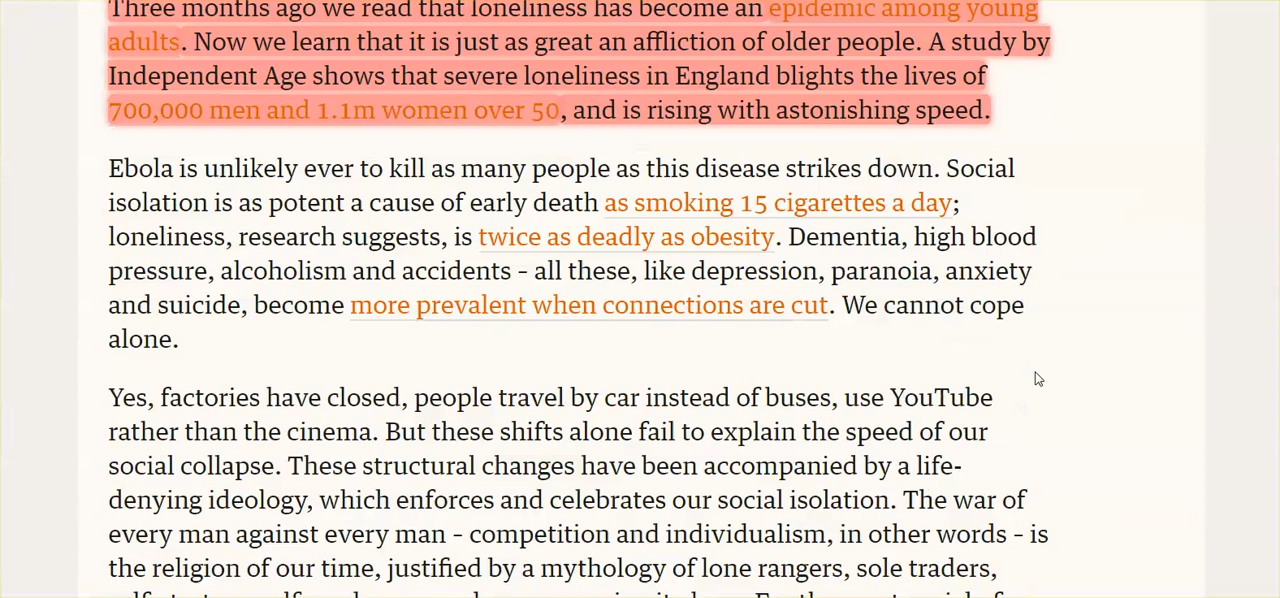 Three months ago we read that loneliness has become an epidemic among young
adults. Now we learn that it is just as great an affliction of older people. A study by
Independent Age shows that severe loneliness in England blights the lives of
700,000 men and 1.1m women over 50, and is rising with astonishing speed.
Ebola is unlikely ever to kill as many people as this disease strikes down. Social
isolation is as potent a cause of early death as smoking 15 cigarettes a day;
loneliness, research suggests, is twice as deadly as obesity. Dementia, high blood
pressure, alcoholism and accidents – all these, like depression, paranoia, anxiety
and suicide, become more prevalent when connections are cut. We cannot cope
alone.
Yes, factories have closed, people travel by car instead of buses, use YouTube
rather than the cinema. But these shifts alone fail to explain the speed of our
social collapse. These structural changes have been accompanied by a life-
denying ideology, which enforces and celebrates our social isolation. The war of
every man against every man – competition and individualism, in other words – is
the religion of our time, justified by a mythology of lone rangers, sole traders,